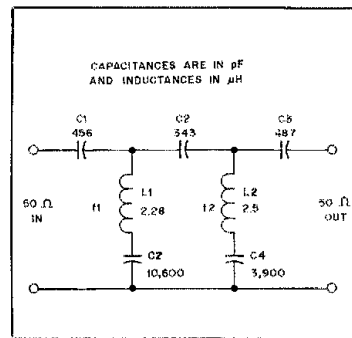 CAPACITANCES ARE IN pF
AND INDUCTANCES IN µH
C1
456
C2
343
C3
487
50 Ω
IN
f1
L1
2.28
f2
L2
2.5
50 Ω
OUT
C2
10,600
C4
3,900